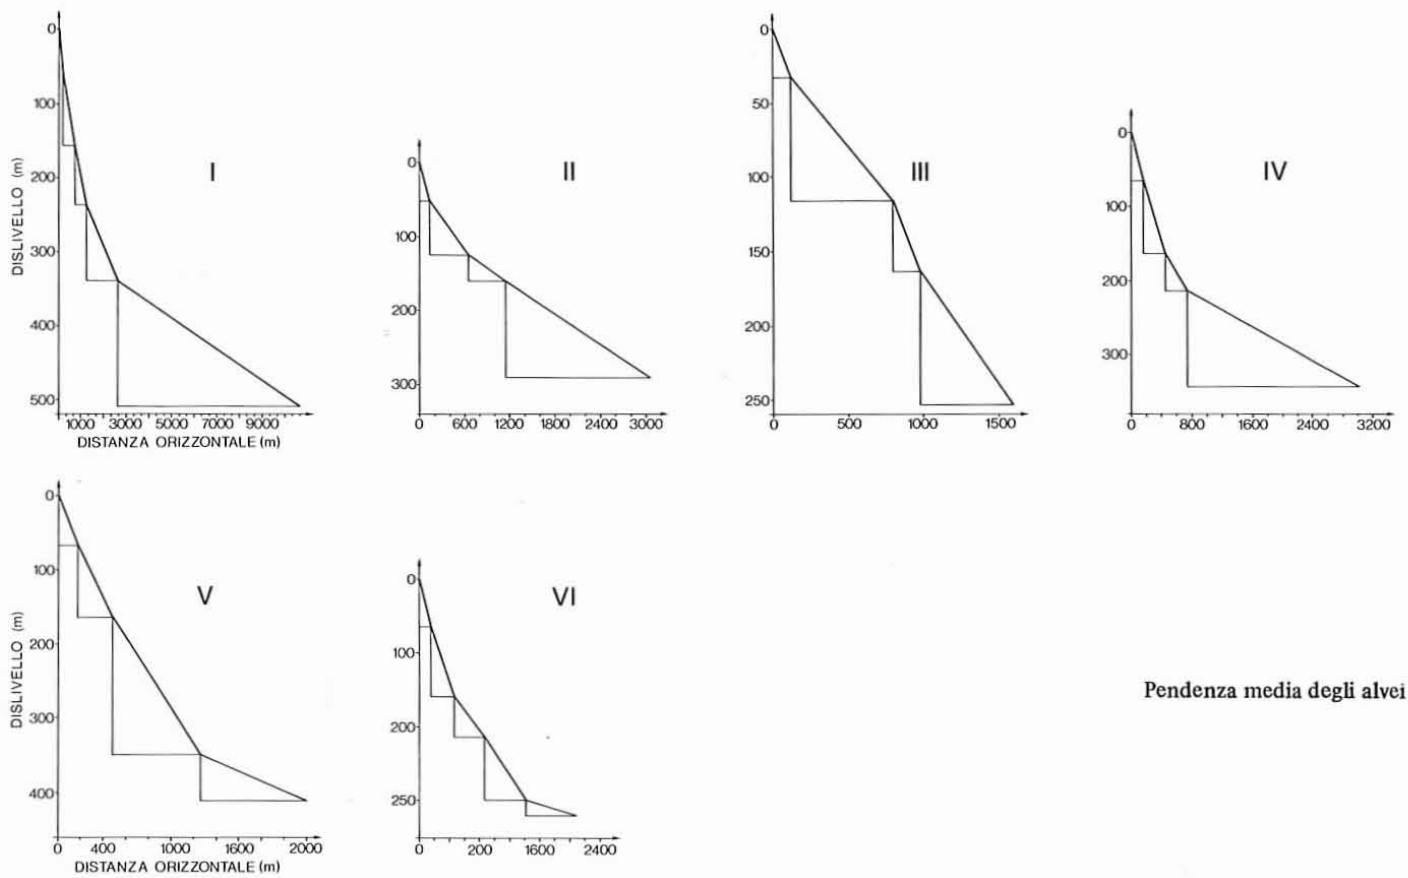 I
DISLIVELLO (m)
0
100
200
300
400
500
1000 3000 5000 7000 9000
DISTANZA ORIZZONTALE (m)
II
0
100
200
300
0 600 1200 2400 3000
III
0
50
100
150
200
250
0 500 1000 1500
IV
0
100
200
300
0 800 1600 2400 3200
V
DISLIVELLO (m)
0
100
200
300
400
0 400 1000 1600 2000
DISTANZA ORIZZONTALE (m)
VI
0
100
200
250
0 200 1600 2400
Pendenza media degli alvei